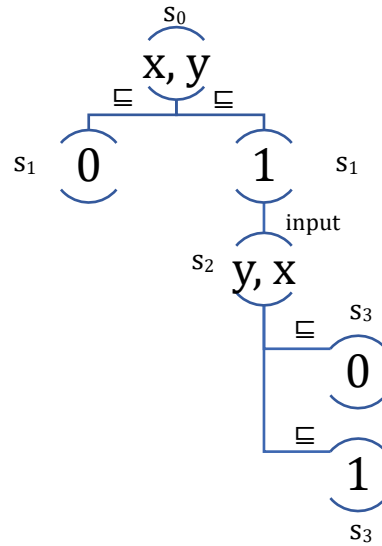 s₀
x, y
⊑ ⊑
s₁ 0 1 s₁
input
s₂ y, x
s₃
⊑
0
⊑
1
s₃